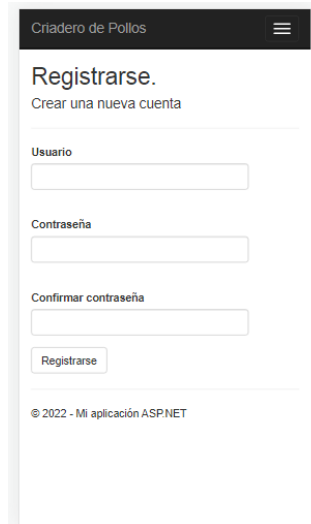 Criadero de Pollos
Registrarse.
Crear una nueva cuenta
Usuario
Contraseña
Confirmar contraseña
Registrarse
© 2022 - Mi aplicación ASP.NET